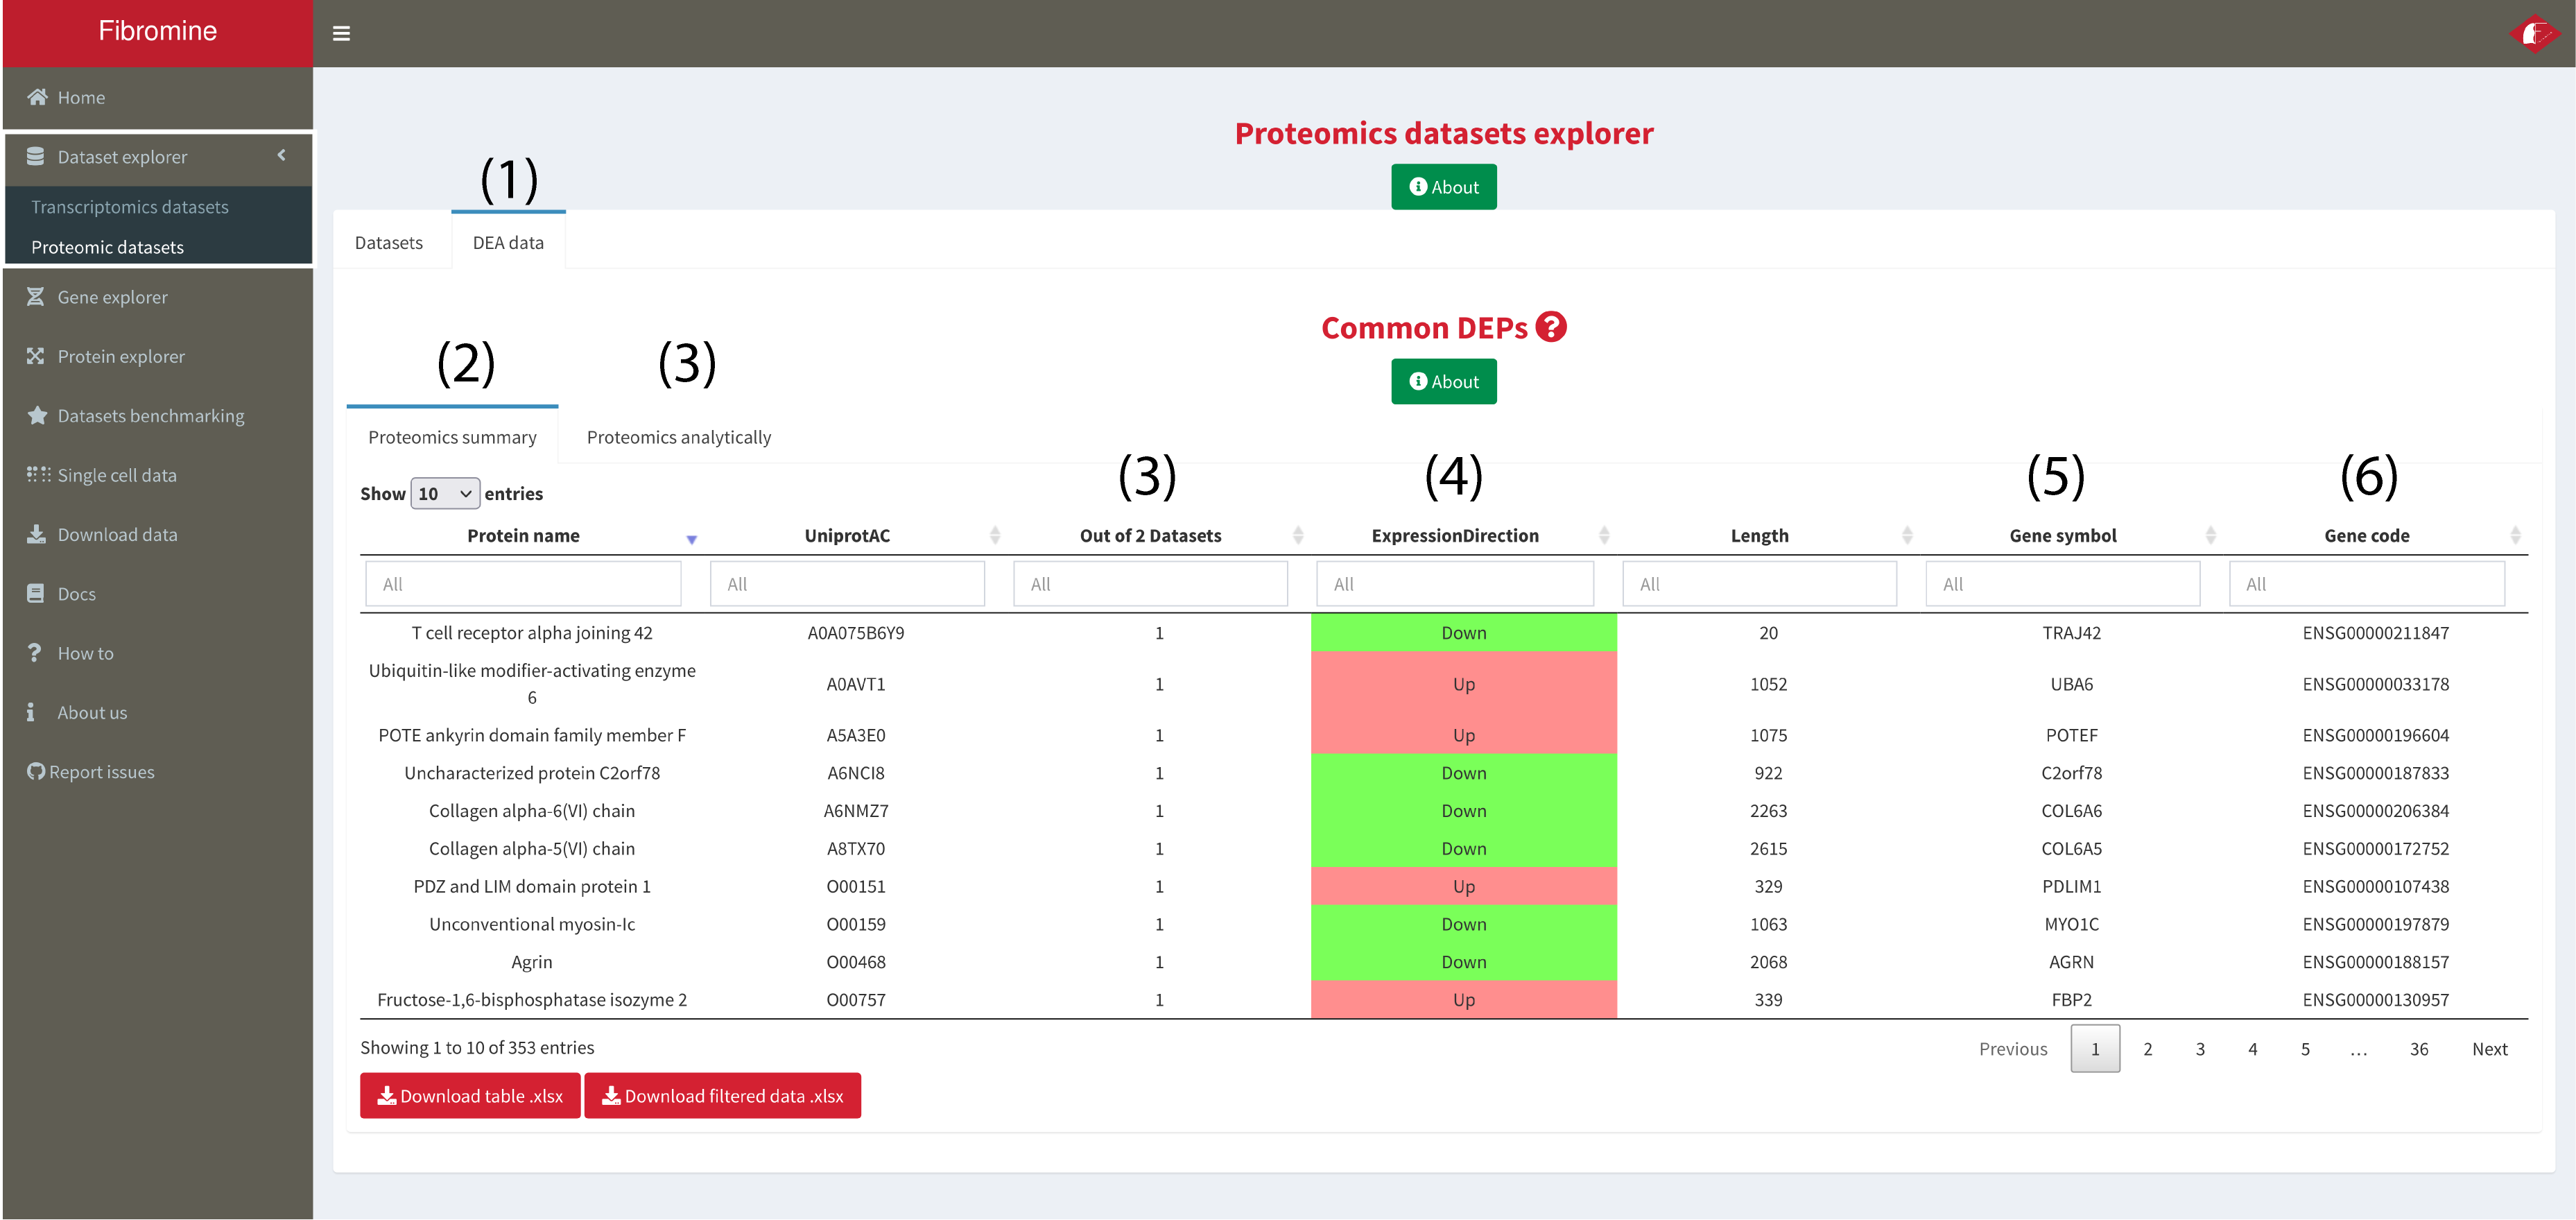 Fibromine
Home
Dataset explorer
Transcriptomics datasets
Proteomic datasets
Gene explorer
Protein explorer
Datasets benchmarking
Single cell data
Download data
Docs
How to
About us
Report issues
Proteomics datasets explorer
About
(1)
Datasets DEA data
Common DEPs ?
About
(2) (3)
Proteomics summary Proteomics analytically
(3) (4) (5) (6)
Show 10 entries
Protein name UniprotAC Out of 2 Datasets ExpressionDirection Length Gene symbol Gene code
All All All All All All All
T cell receptor alpha joining 42 A0A075B6Y9 1 Down 20 TRAJ42 ENSG00000211847
Ubiquitin-like modifier-activating enzyme
6 A0AVT1 1 Up 1052 UBA6 ENSG00000033178
POTE ankyrin domain family member F A5A3E0 1 Up 1075 POTEF ENSG00000196604
Uncharacterized protein C2orf78 A6NCI8 1 Down 922 C2orf78 ENSG00000187833
Collagen alpha-6(VI) chain A6NMZ7 1 Down 2263 COL6A6 ENSG00000206384
Collagen alpha-5(VI) chain A8TX70 1 Down 2615 COL6A5 ENSG00000172752
PDZ and LIM domain protein 1 O00151 1 Up 329 PDLIM1 ENSG00000107438
Unconventional myosin-Ic O00159 1 Down 1063 MYO1C ENSG00000197879
Agrin O00468 1 Down 2068 AGRN ENSG00000188157
Fructose-1,6-bisphosphatase isozyme 2 O00757 1 Up 339 FBP2 ENSG00000130957
Showing 1 to 10 of 353 entries
Previous 1 2 3 4 5 … 36 Next
Download table .xlsx Download filtered data .xlsx